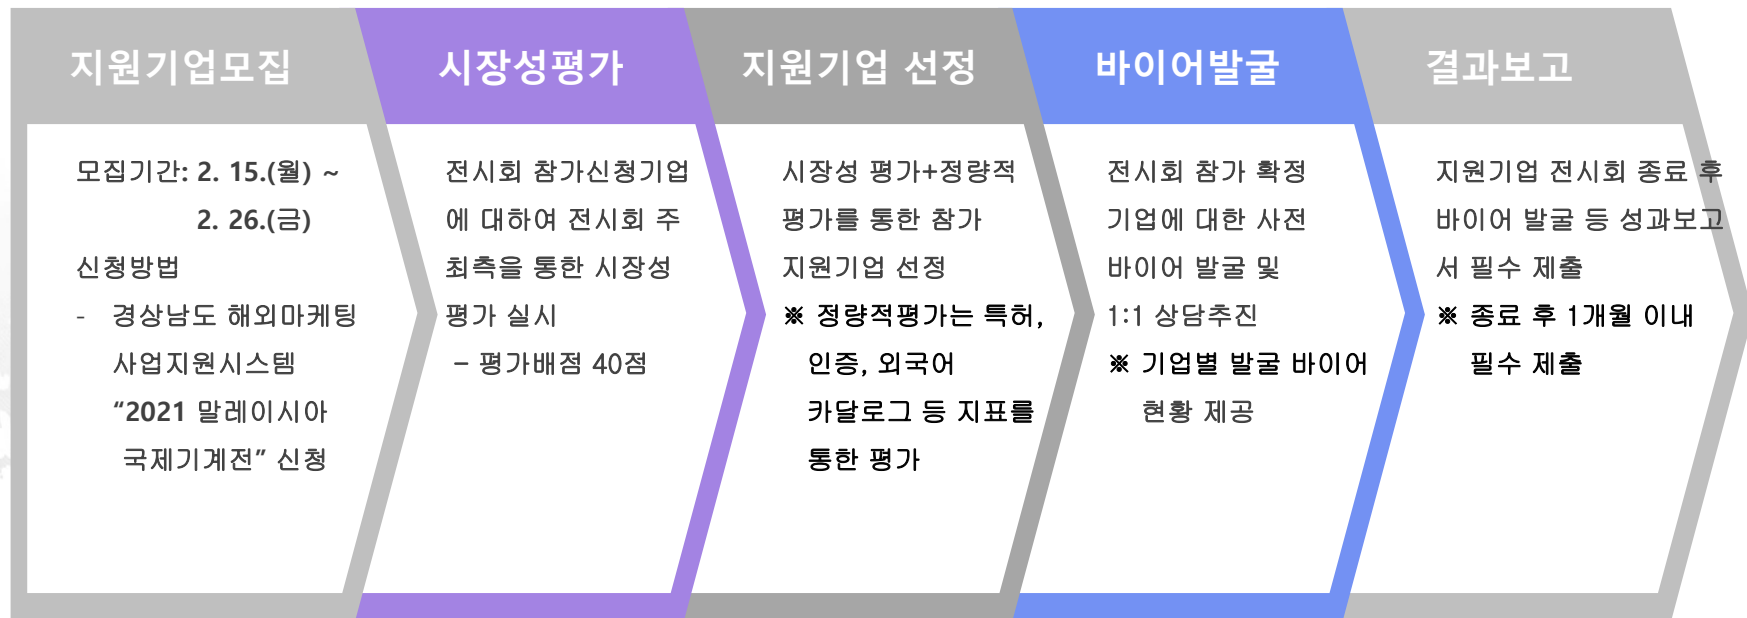 지원기업모집
모집기간: 2. 15.(월) ~
2. 26.(금)
신청방법
- 경상남도 해외마케팅
사업지원시스템
“2021 말레이시아
국제기계전” 신청
시장성평가
전시회 참가신청기업
에 대하여 전시회 주
최측을 통한 시장성
평가 실시
– 평가배점 40점
지원기업 선정
시장성 평가+정량적
평가를 통한 참가
지원기업 선정
※ 정량적평가는 특허,
인증, 외국어
카달로그 등 지표를
통한 평가
바이어발굴
전시회 참가 확정
기업에 대한 사전
바이어 발굴 및
1:1 상담추진
※ 기업별 발굴 바이어
현황 제공
결과보고
지원기업 전시회 종료 후
바이어 발굴 등 성과보고
서 필수 제출
※ 종료 후 1개월 이내
필수 제출